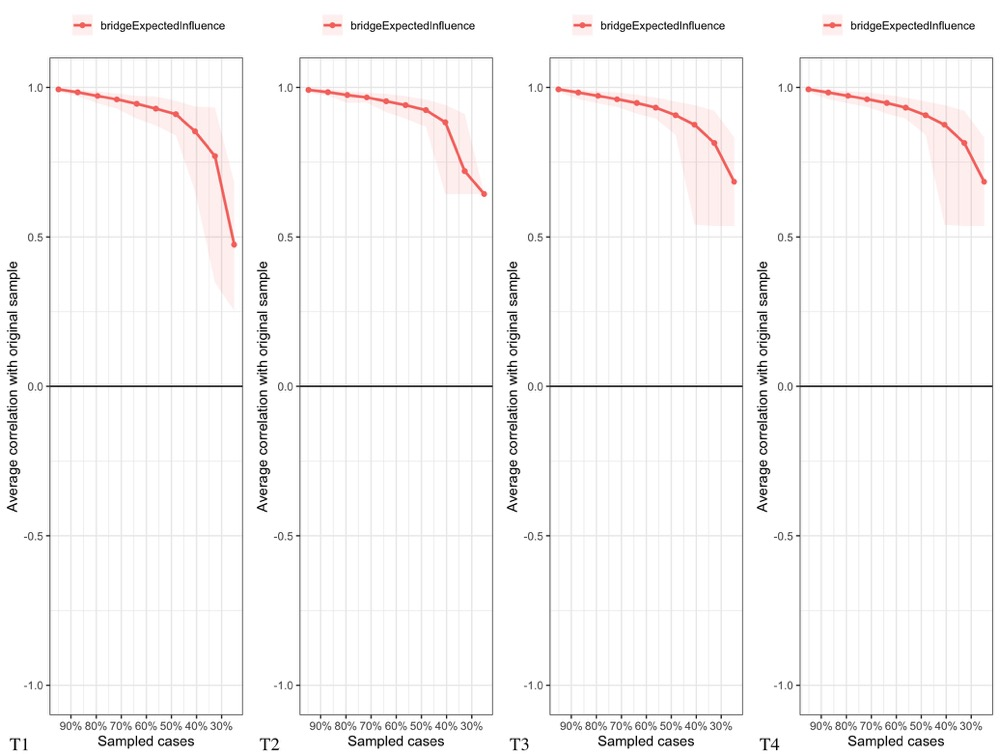 bridgeExpectedInfluence bridgeExpectedInfluence bridgeExpectedInfluence bridgeExpectedInfluence
Average correlation with original sample
1.0
0.5
0.0
-0.5
-1.0
90% 80% 70% 60% 50% 40% 30%
Sampled cases
T1
Average correlation with original sample
1.0
0.5
0.0
-0.5
-1.0
90% 80% 70% 60% 50% 40% 30%
Sampled cases
T2
Average correlation with original sample
1.0
0.5
0.0
-0.5
-1.0
90% 80% 70% 60% 50% 40% 30%
Sampled cases
T3
Average correlation with original sample
1.0
0.5
0.0
-0.5
-1.0
90% 80% 70% 60% 50% 40% 30%
Sampled cases
T4